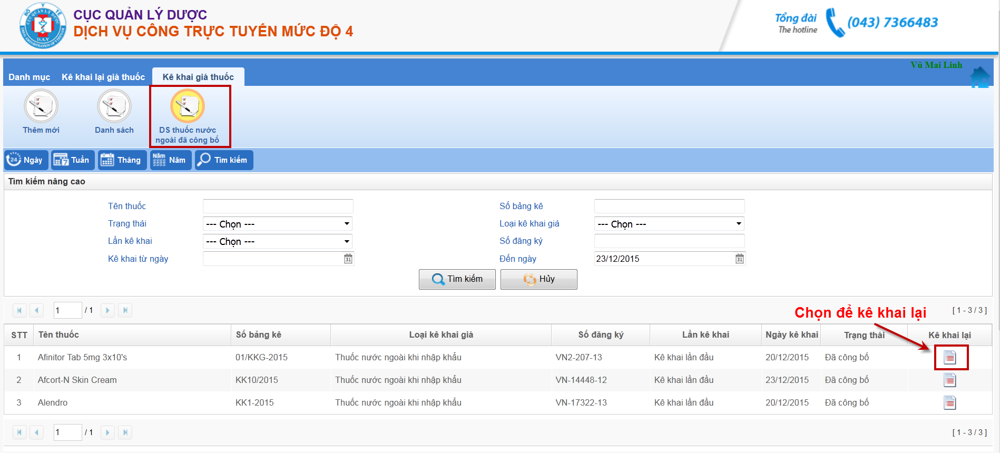 CỤC QUẢN LÝ DƯỢC
DỊCH VỤ CÔNG TRỰC TUYẾN MỨC ĐỘ 4
Tổng đài
The hotline
(043) 7366483
Vũ Mai Linh
Danh mục
Kê khai lại giá thuốc
Kê khai giá thuốc
Thêm mới
Danh sách
DS thuốc nước
ngoài đã công bố
Ngày
Tuần
Tháng
Năm
Năm
Tìm kiếm
Tìm kiếm nâng cao
Tên thuốc
Số bảng kê
Trạng thái
--- Chọn ---
Loại kê khai giá
--- Chọn ---
Lần kê khai
--- Chọn ---
Số đăng ký
Kê khai từ ngày
Đến ngày
23/12/2015
Tìm kiếm
Hủy
1 / 1
Chọn để kê khai lại
[ 1 - 3 / 3 ]
STT Tên thuốc Số bảng kê Loại kê khai giá Số đăng ký Lần kê khai Ngày kê khai Trạng thái Kê khai lại
1 Afinitor Tab 5mg 3x10's 01/KKG-2015 Thuốc nước ngoài khi nhập khẩu VN2-207-13 Kê khai lần đầu 20/12/2015 Đã công bố
2 Afcort-N Skin Cream KK10/2015 Thuốc nước ngoài khi nhập khẩu VN-14448-12 Kê khai lần đầu 23/12/2015 Đã công bố
3 Alendro KK1-2015 Thuốc nước ngoài khi nhập khẩu VN-17322-13 Kê khai lần đầu 20/12/2015 Đã công bố
1 / 1
[ 1 - 3 / 3 ]